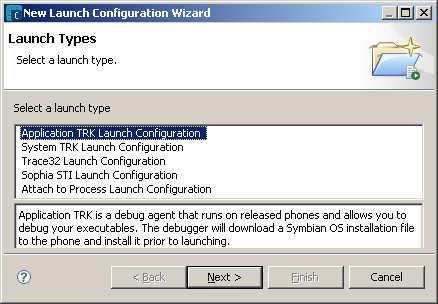 New Launch Configuration Wizard
Launch Types
Select a launch type.
Select a launch type
Application TRK Launch Configuration
System TRK Launch Configuration
Trace32 Launch Configuration
Sophia STI Launch Configuration
Attach to Process Launch Configuration
Application TRK is a debug agent that runs on released phones and allows you to
debug your executables. The debugger will download a Symbian OS installation file
to the phone and install it prior to launching.
? < Back Next > Finish Cancel